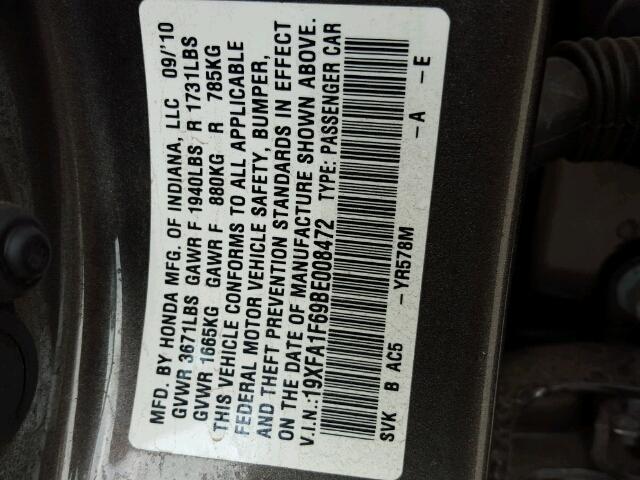 MFD. BY HONDA MFG. OF INDIANA, LLC 09/'10
GVWR 3671LBS GAWR F 1940LBS R 1731LBS
GVWR 1665KG GAWR F 880KG R 785KG
THIS VEHICLE CONFORMS TO ALL APPLICABLE
FEDERAL MOTOR VEHICLE SAFETY, BUMPER,
AND THEFT PREVENTION STANDARDS IN EFFECT
ON THE DATE OF MANUFACTURE SHOWN ABOVE.
V.I.N.:19XFA1F69BE008472 TYPE: PASSENGER CAR
SVK B AC5 -YR578M -A -E